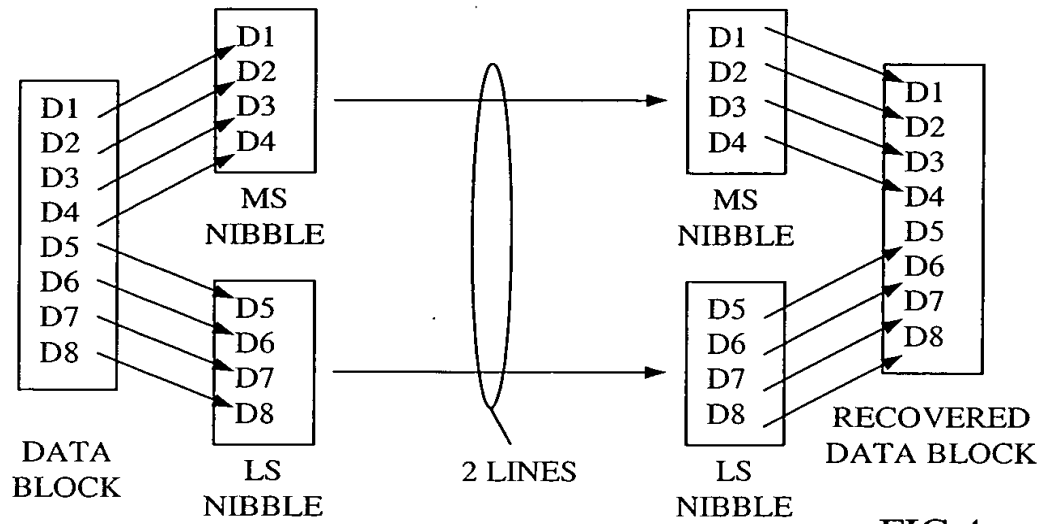 D1
D2
D3
D4
D5
D6
D7
D8
DATA
BLOCK
D1
D2
D3
D4
MS
NIBBLE
D5
D6
D7
D8
LS
NIBBLE
2 LINES
D1
D2
D3
D4
MS
NIBBLE
D5
D6
D7
D8
LS
NIBBLE
D1
D2
D3
D4
D5
D6
D7
D8
RECOVERED
DATA BLOCK